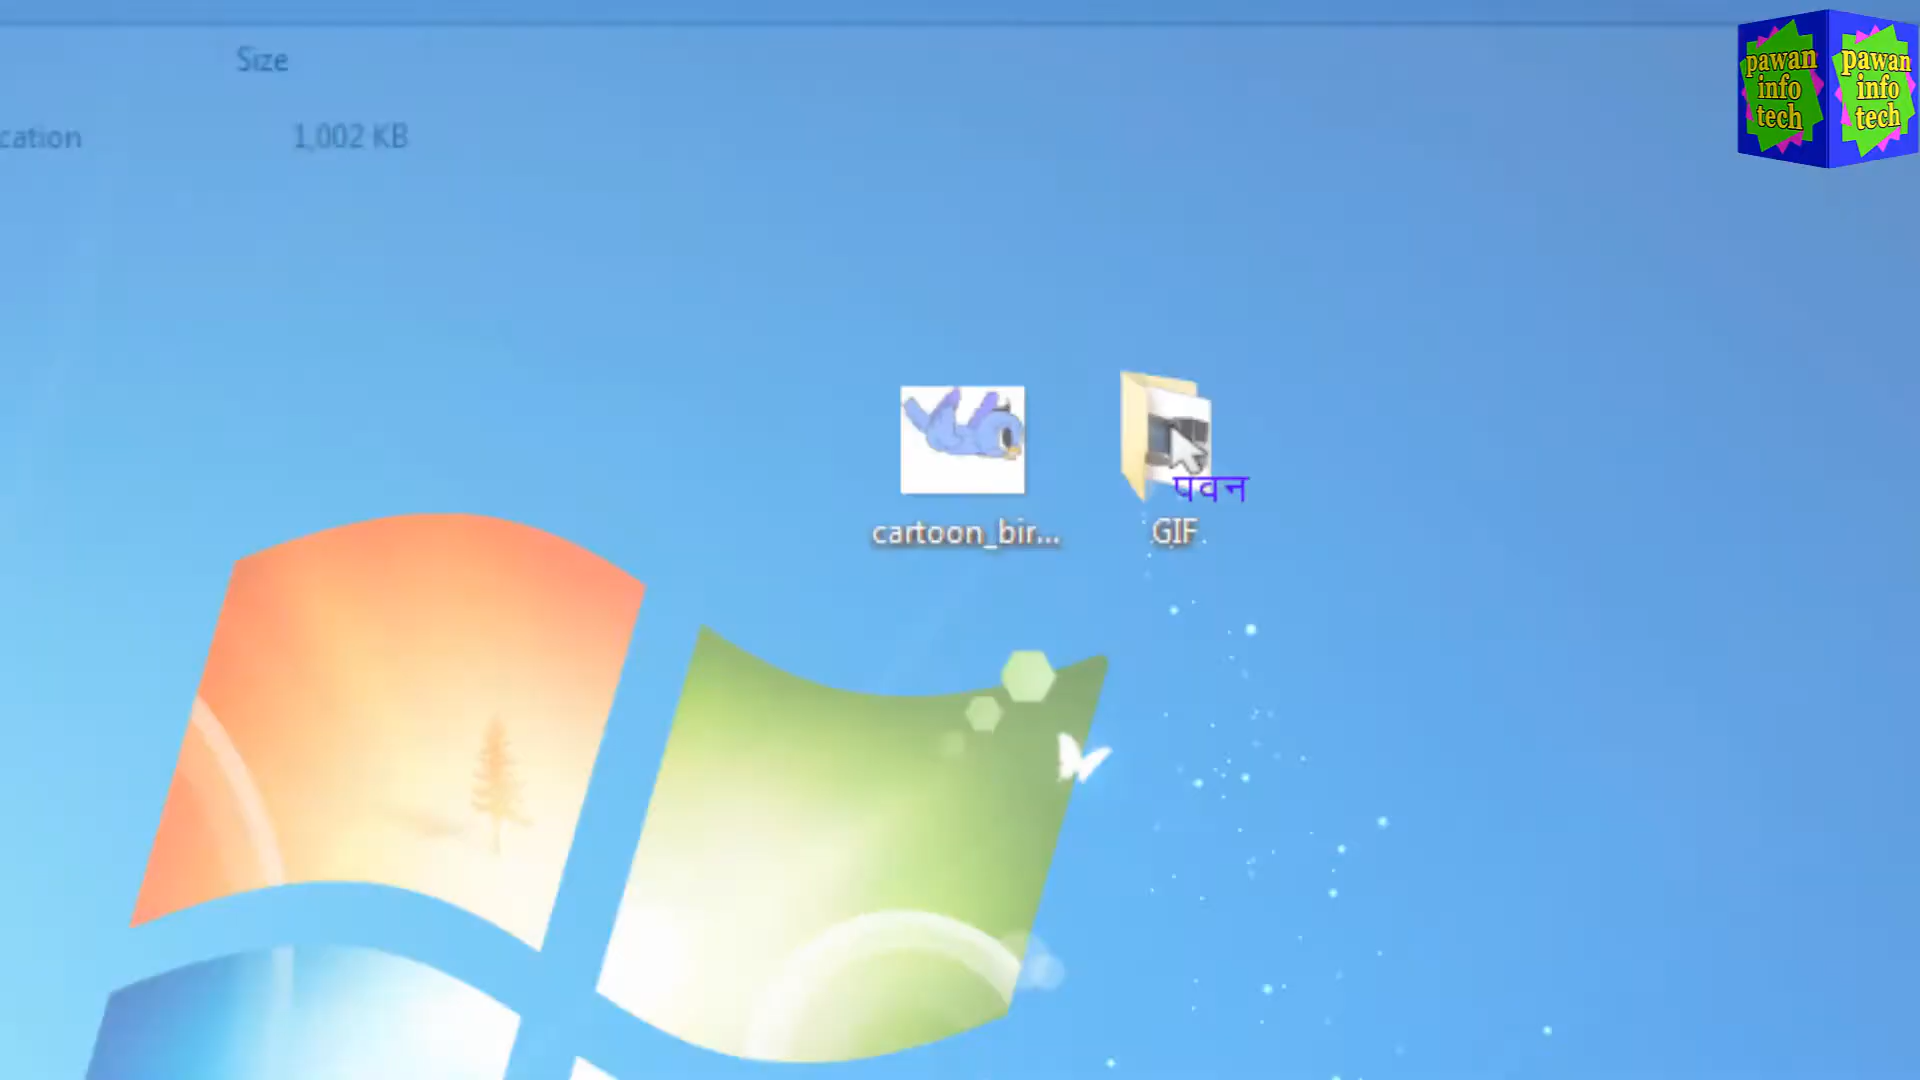 Size
cation 1,002 KB
pawan
info
tech
pawan
info
tech
cartoon_bir...
पवन
GIF